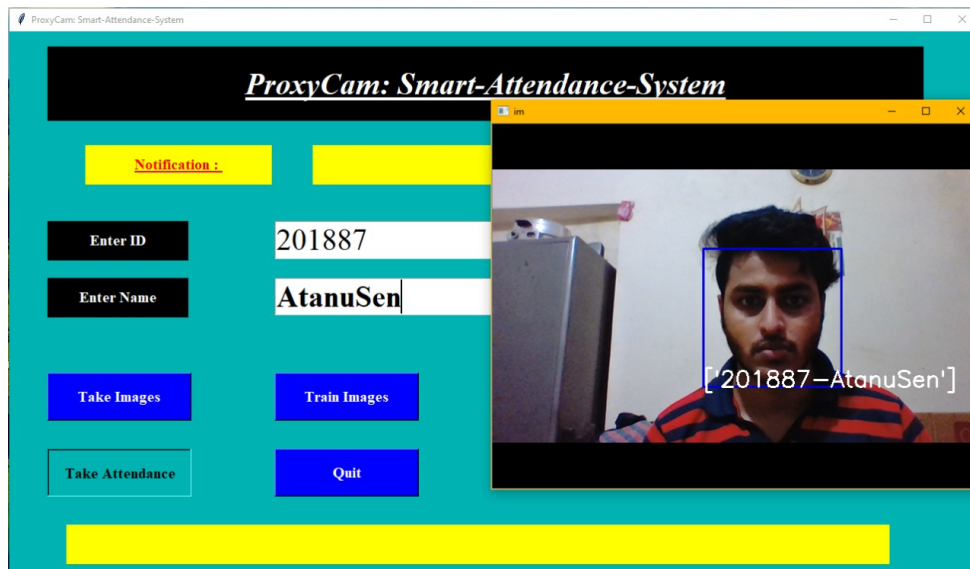 ProxyCam: Smart-Attendance-System
ProxyCam: Smart-Attendance-System
im
Notification :
Enter ID
201887
Enter Name
AtanuSen
['201887-AtanuSen']
Take Images
Train Images
Take Attendance
Quit